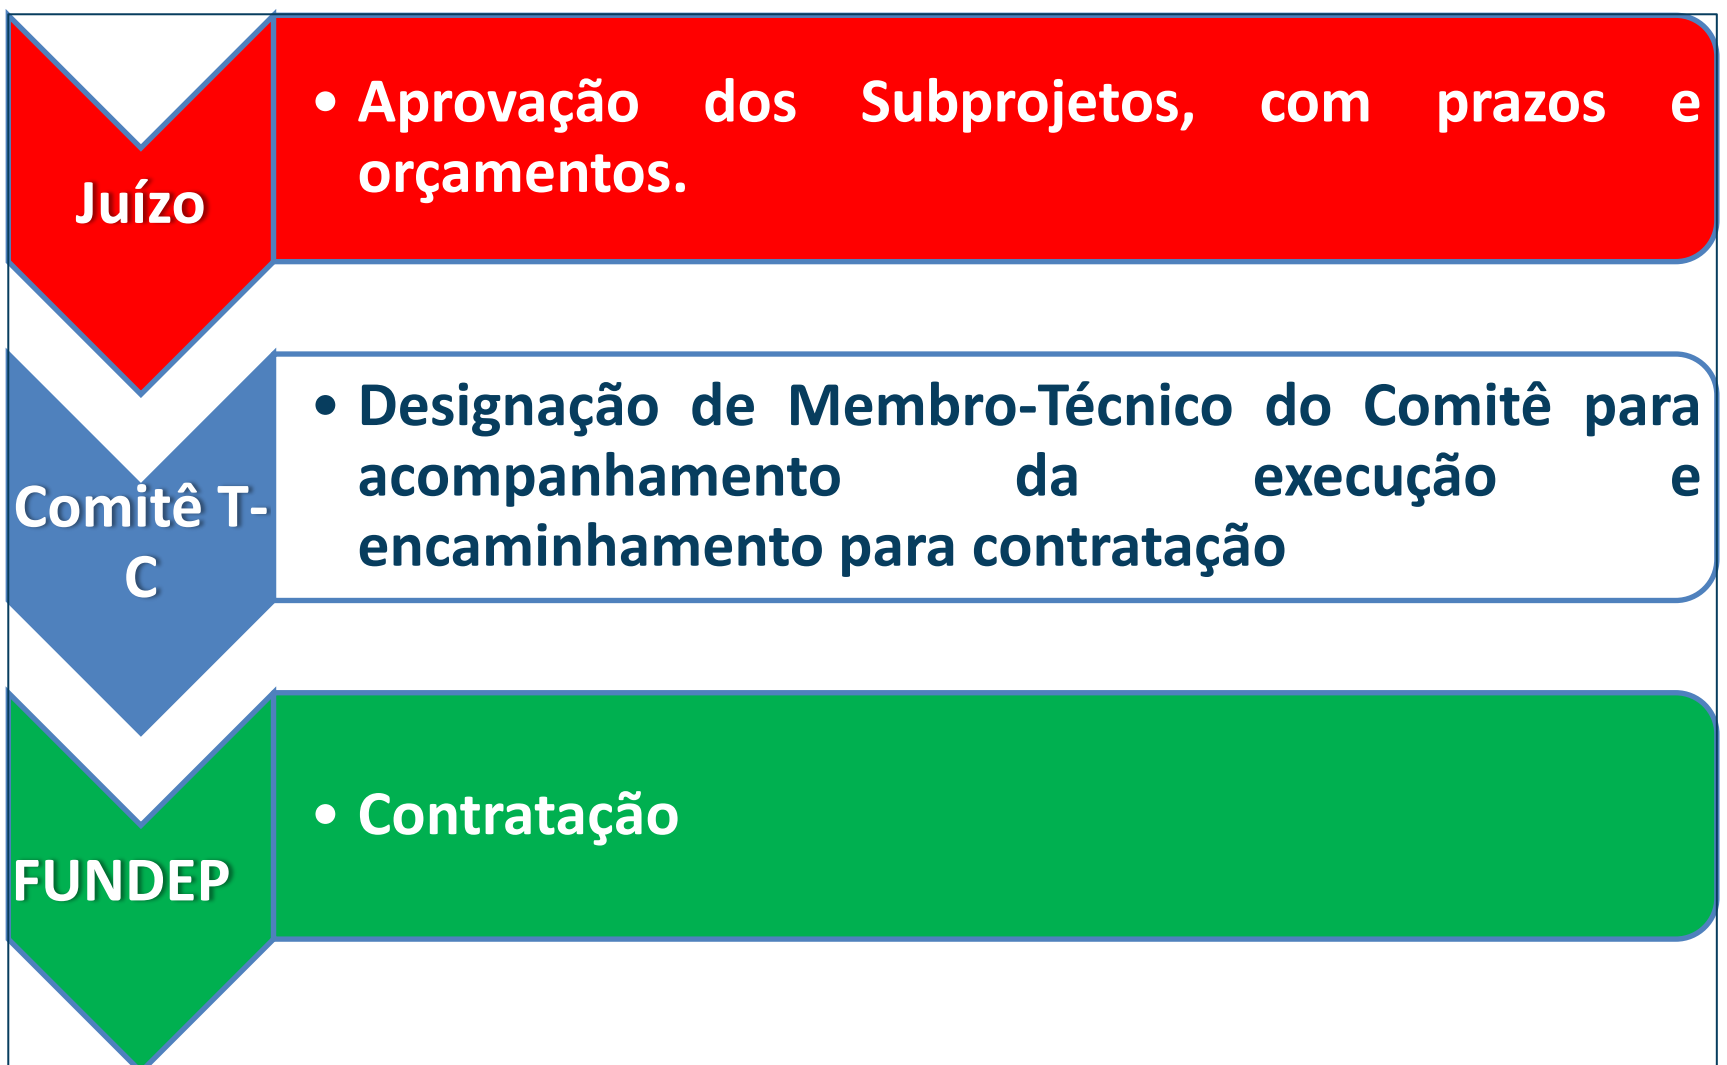 Juízo
• Aprovação dos Subprojetos, com prazos e
orçamentos.
Comitê T-
C
• Designação de Membro-Técnico do Comitê para
acompanhamento da execução e
encaminhamento para contratação
FUNDEP
• Contratação